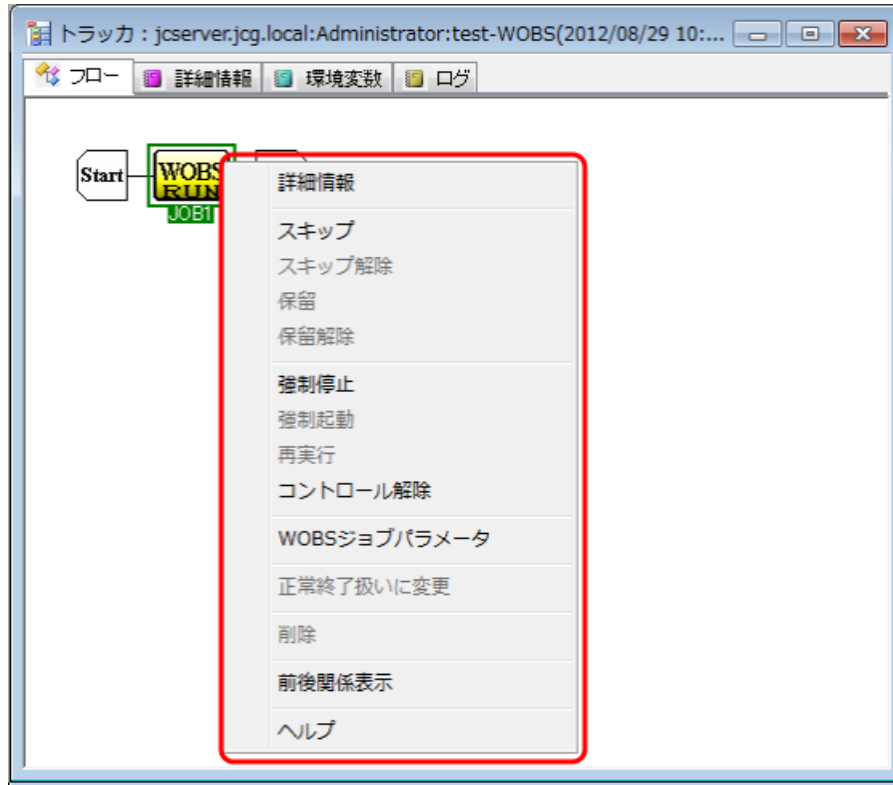 トラッカ : jcserver.jcg.local:Administrator:test-WOBS(2012/08/29 10:...
フロー 詳細情報 環境変数 ログ
Start
WOBS
RUN
JOB1
詳細情報
スキップ
スキップ解除
保留
保留解除
強制停止
強制起動
再実行
コントロール解除
WOBSジョブパラメータ
正常終了扱いに変更
削除
前後関係表示
ヘルプ